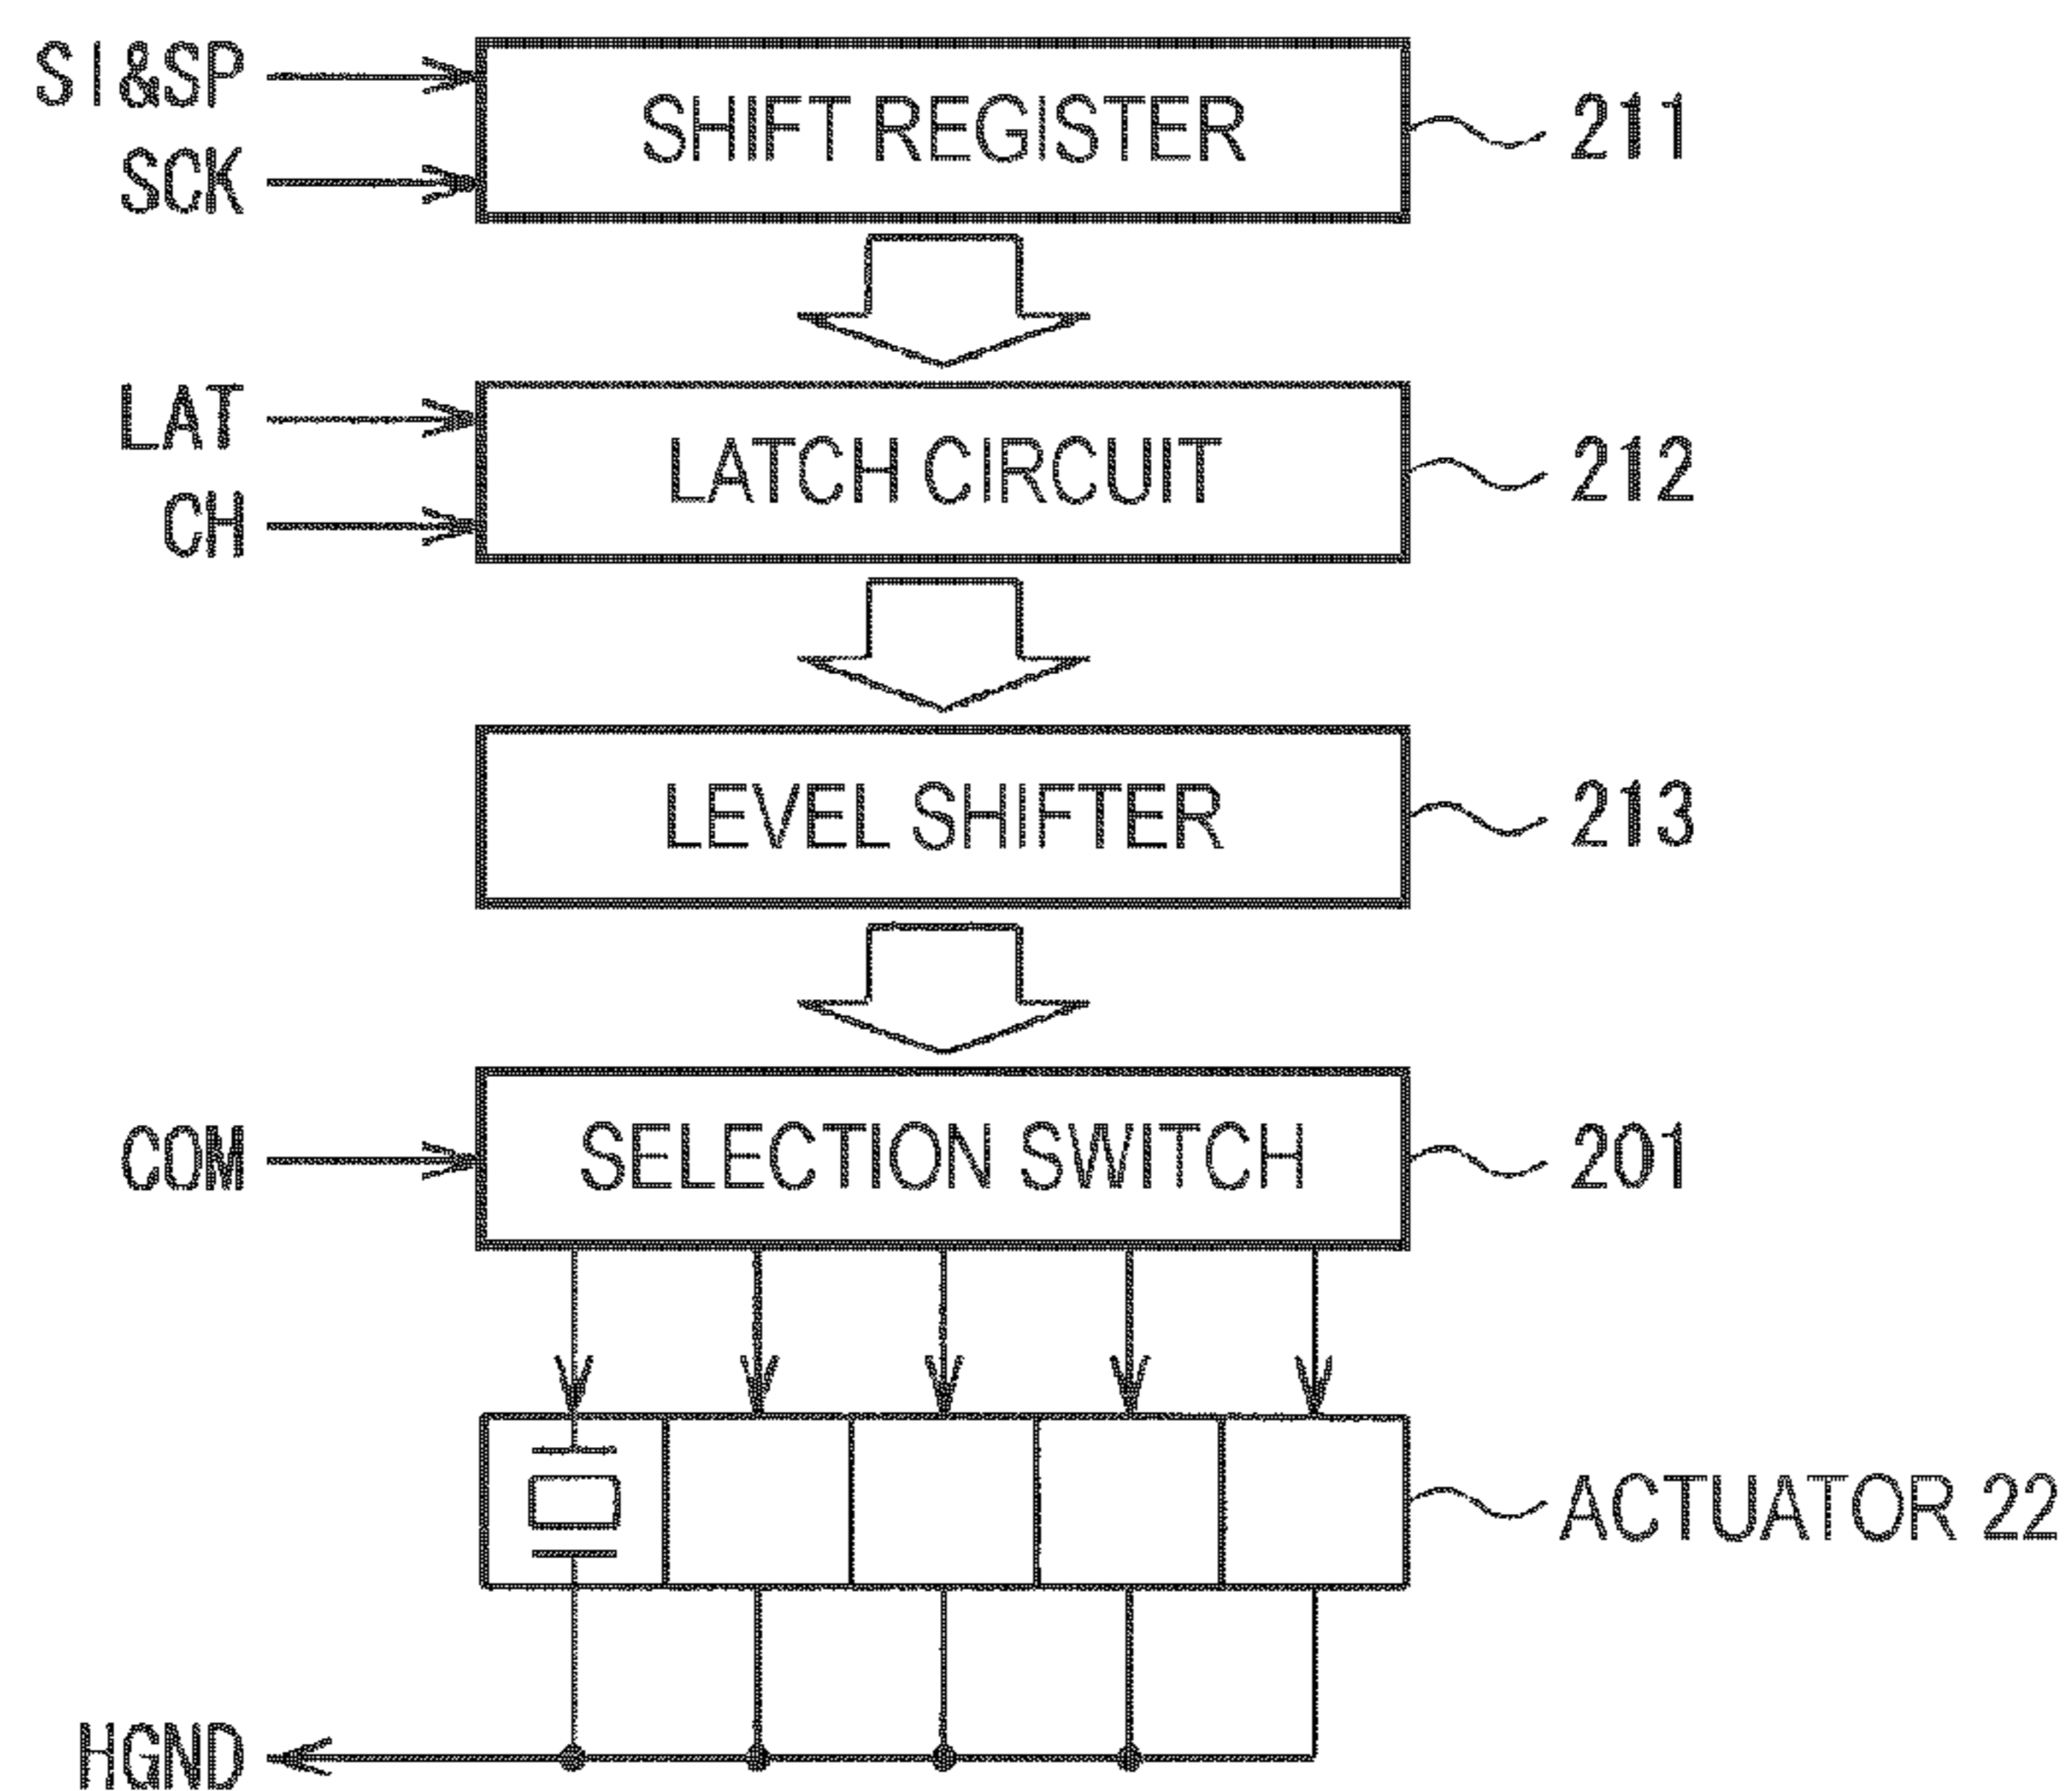 SI&SP
SHIFT REGISTER
211
SCK
LAT
LATCH CIRCUIT
212
CH
LEVEL SHIFTER
213
COM
SELECTION SWITCH
201
ACTUATOR 22
HGND